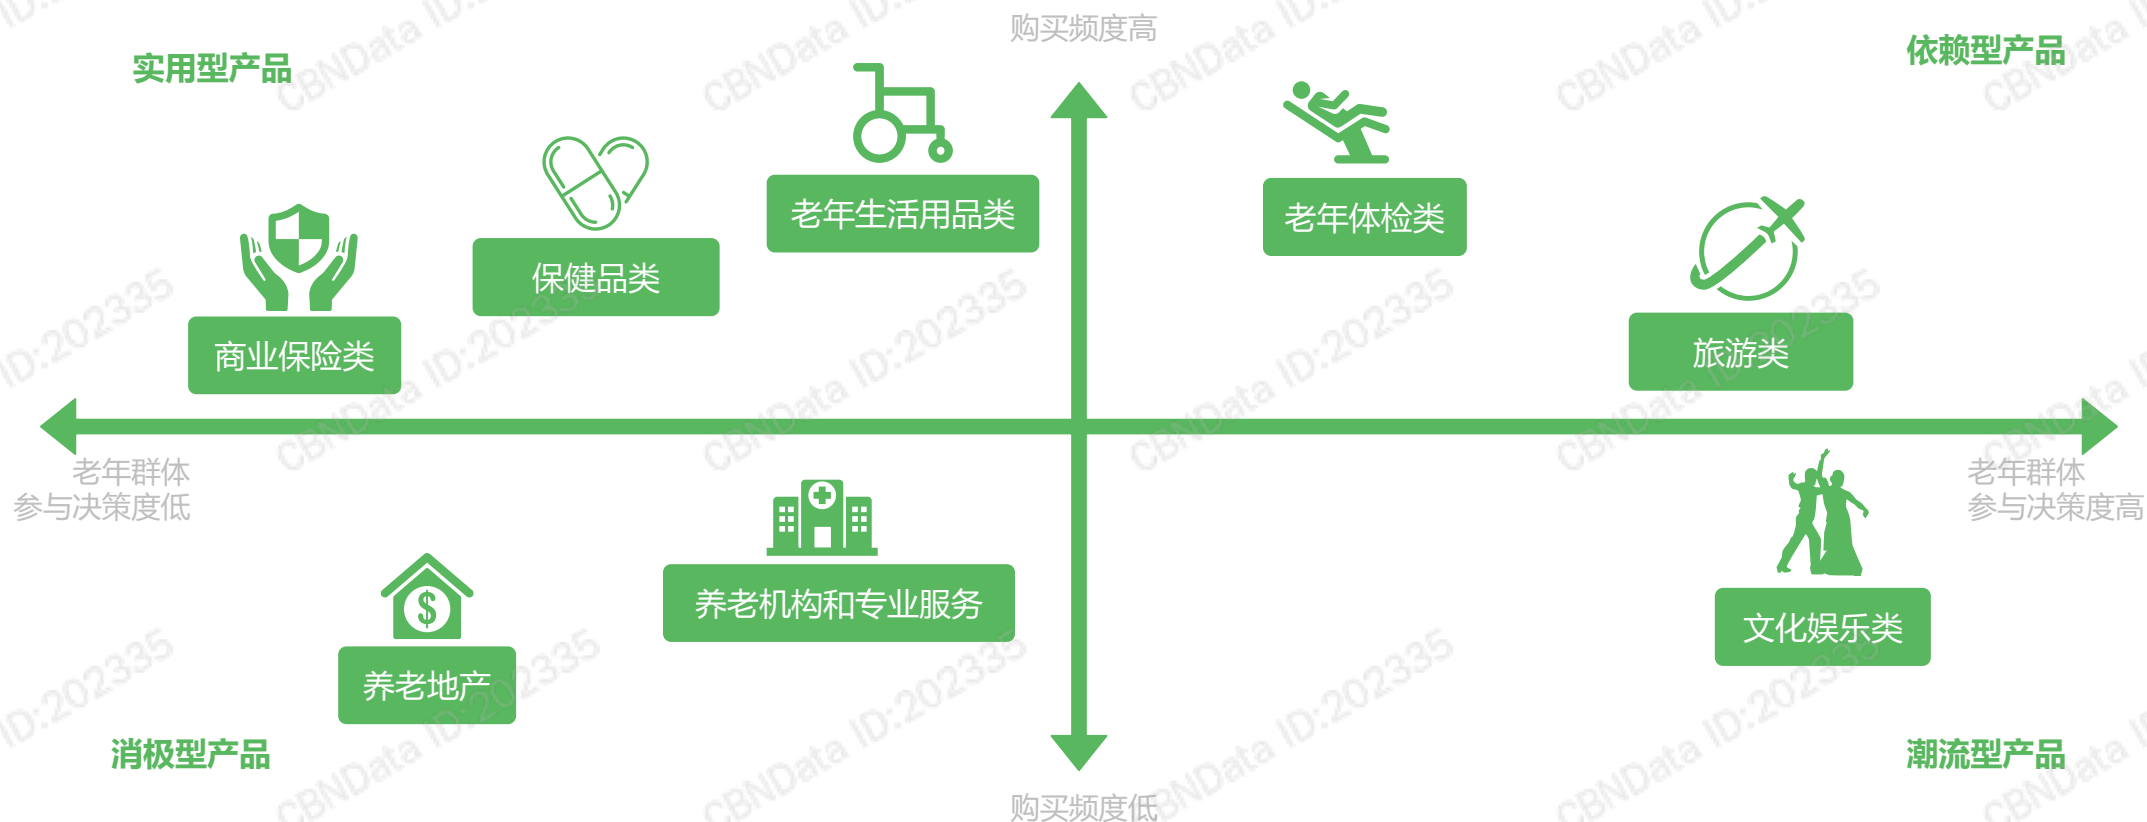 购买频度高
实用型产品
依赖型产品
老年生活用品类
老年体检类
保健品类
商业保险类
旅游类
老年群体
参与决策度低
老年群体
参与决策度高
养老机构和专业服务
文化娱乐类
养老地产
消极型产品
潮流型产品
购买频度低
CBNData ID:202335